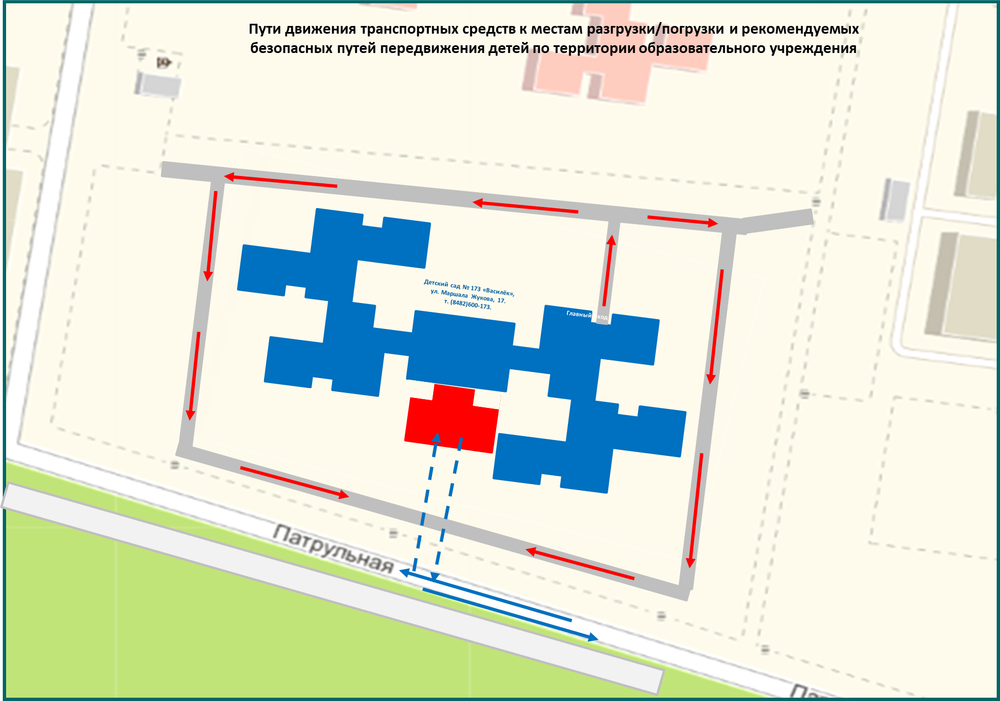 Пути движения транспортных средств к местам разгрузки/погрузки и рекомендуемых
безопасных путей передвижения детей по территории образовательного учреждения
Детский сад № 173 «Василёк»,
ул. Маршала Жукова, 17.
т. (8482)600-173.
Главный вход
Патрульная